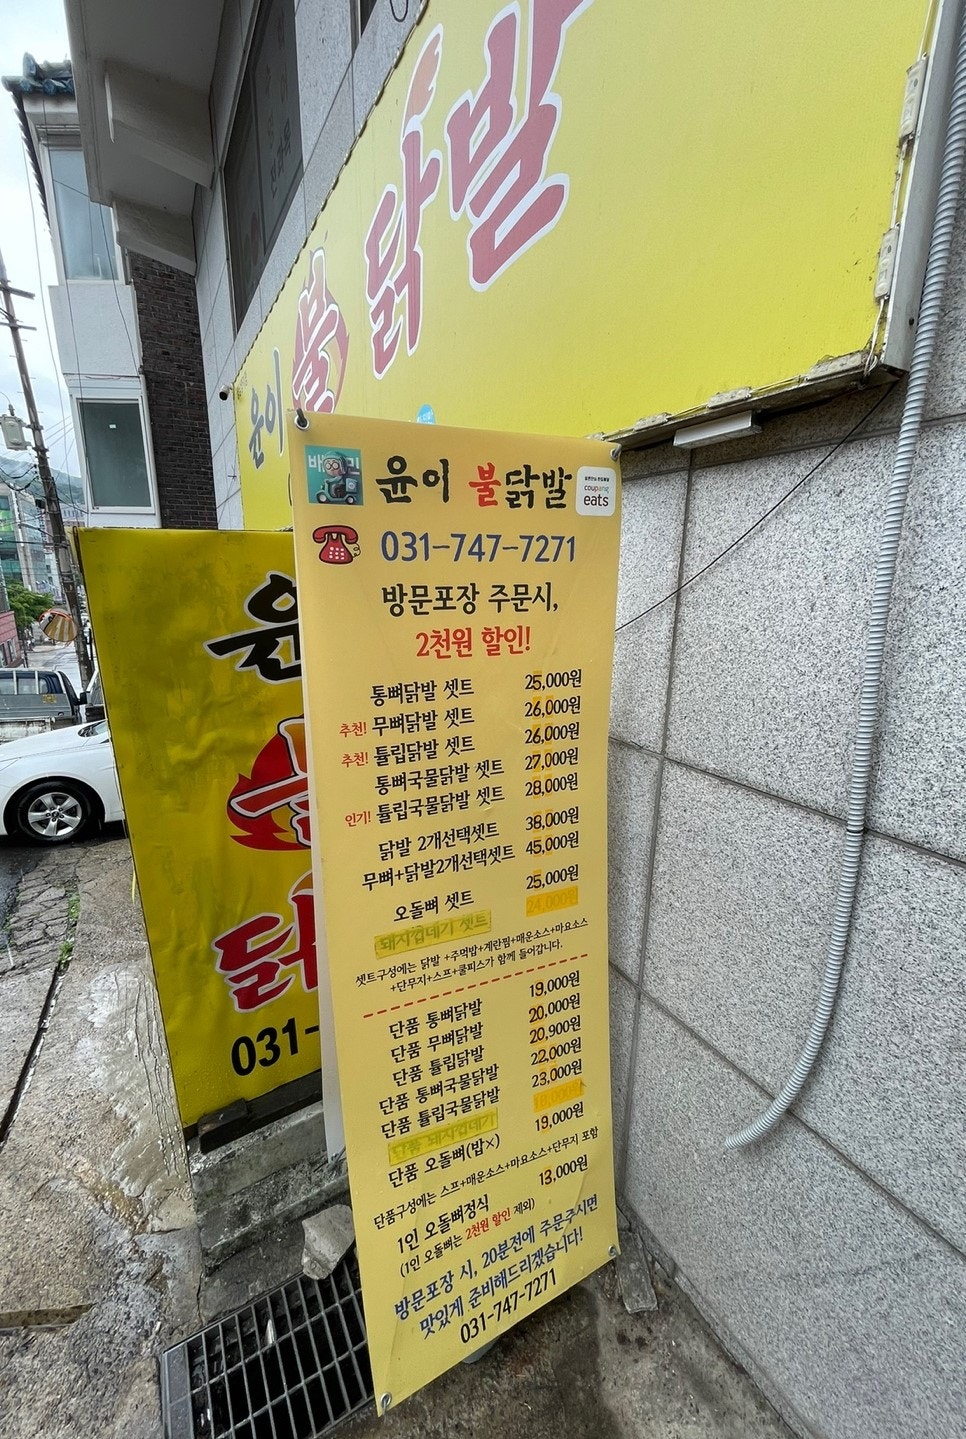 윤이 불닭발
윤이 불닭발
coupang
eats
031-747-7271
방문포장 주문시,
2천원 할인!
통뼈닭발 셋트 25,000원
추천! 무뼈닭발 셋트 26,000원
추천! 튤립닭발 셋트 26,000원
통뼈국물닭발 셋트 27,000원
인기! 튤립국물닭발 셋트 28,000원
닭발 2개선택셋트 38,000원
무뼈+닭발2개선택셋트 45,000원
오돌뼈 셋트 25,000원
돼지껍데기 셋트 24,000원
셋트구성에는 닭발+주먹밥+계란찜+매운소스+마요소스
+단무지+스프+쿨피스가 함께 들어갑니다.
단품 통뼈닭발 19,000원
단품 무뼈닭발 20,000원
단품 튤립닭발 20,900원
단품 통뼈국물닭발 22,000원
단품 튤립국물닭발 23,000원
단품 돼지껍데기 18,000원
단품 오돌뼈(밥×) 19,000원
단품구성에는 스프+매운소스+마요소스+단무지 포함
1인 오돌뼈정식 13,000원
(1인 오돌뼈는 2천원 할인 제외)
방문포장 시, 20분전에 주문주시면
맛있게 준비해드리겠습니다!
031-747-7271
윤
불
닭
031-